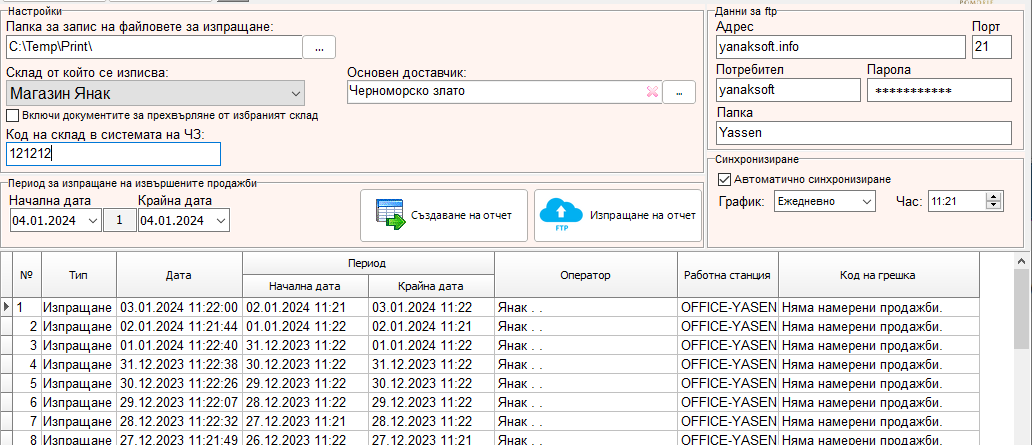 Настройки
Папка за запис на файловете за изпращане:
C:\Temp\Print\
...
Склад от който се изписва:
Магазин Янак
Основен доставчик:
Черноморско злато
...
Включи документите за прехвърляне от избраният склад
Код на склад в системата на ЧЗ:
121212
Данни за ftp
Адрес
Порт
yanaksoft.info
21
Потребител
Парола
yanaksoft
***********
Папка
Yassen
Синхронизиране
Автоматично синхронизиране
График:
Ежедневно
Час:
11:21
Период за изпращане на извършените продажби
Начална дата
Крайна дата
04.01.2024
1
04.01.2024
Създаване на отчет
FTP
Изпращане на отчет
№ Тип Дата Период Оператор Работна станция Код на грешка
Начална дата Крайна дата
1 Изпращане 03.01.2024 11:22:00 02.01.2024 11:21 03.01.2024 11:22 Янак . . OFFICE-YASEN Няма намерени продажби.
2 Изпращане 02.01.2024 11:21:44 01.01.2024 11:22 02.01.2024 11:21 Янак . . OFFICE-YASEN Няма намерени продажби.
3 Изпращане 01.01.2024 11:22:40 31.12.2023 11:22 01.01.2024 11:22 Янак . . OFFICE-YASEN Няма намерени продажби.
4 Изпращане 31.12.2023 11:22:38 30.12.2023 11:22 31.12.2023 11:22 Янак . . OFFICE-YASEN Няма намерени продажби.
5 Изпращане 30.12.2023 11:22:26 29.12.2023 11:22 30.12.2023 11:22 Янак . . OFFICE-YASEN Няма намерени продажби.
6 Изпращане 29.12.2023 11:22:07 28.12.2023 11:22 29.12.2023 11:22 Янак . . OFFICE-YASEN Няма намерени продажби.
7 Изпращане 28.12.2023 11:22:32 27.12.2023 11:21 28.12.2023 11:22 Янак . . OFFICE-YASEN Няма намерени продажби.
8 Изпращане 27.12.2023 11:21:49 26.12.2023 11:22 27.12.2023 11:21 Янак . . OFFICE-YASEN Няма намерени продажби.